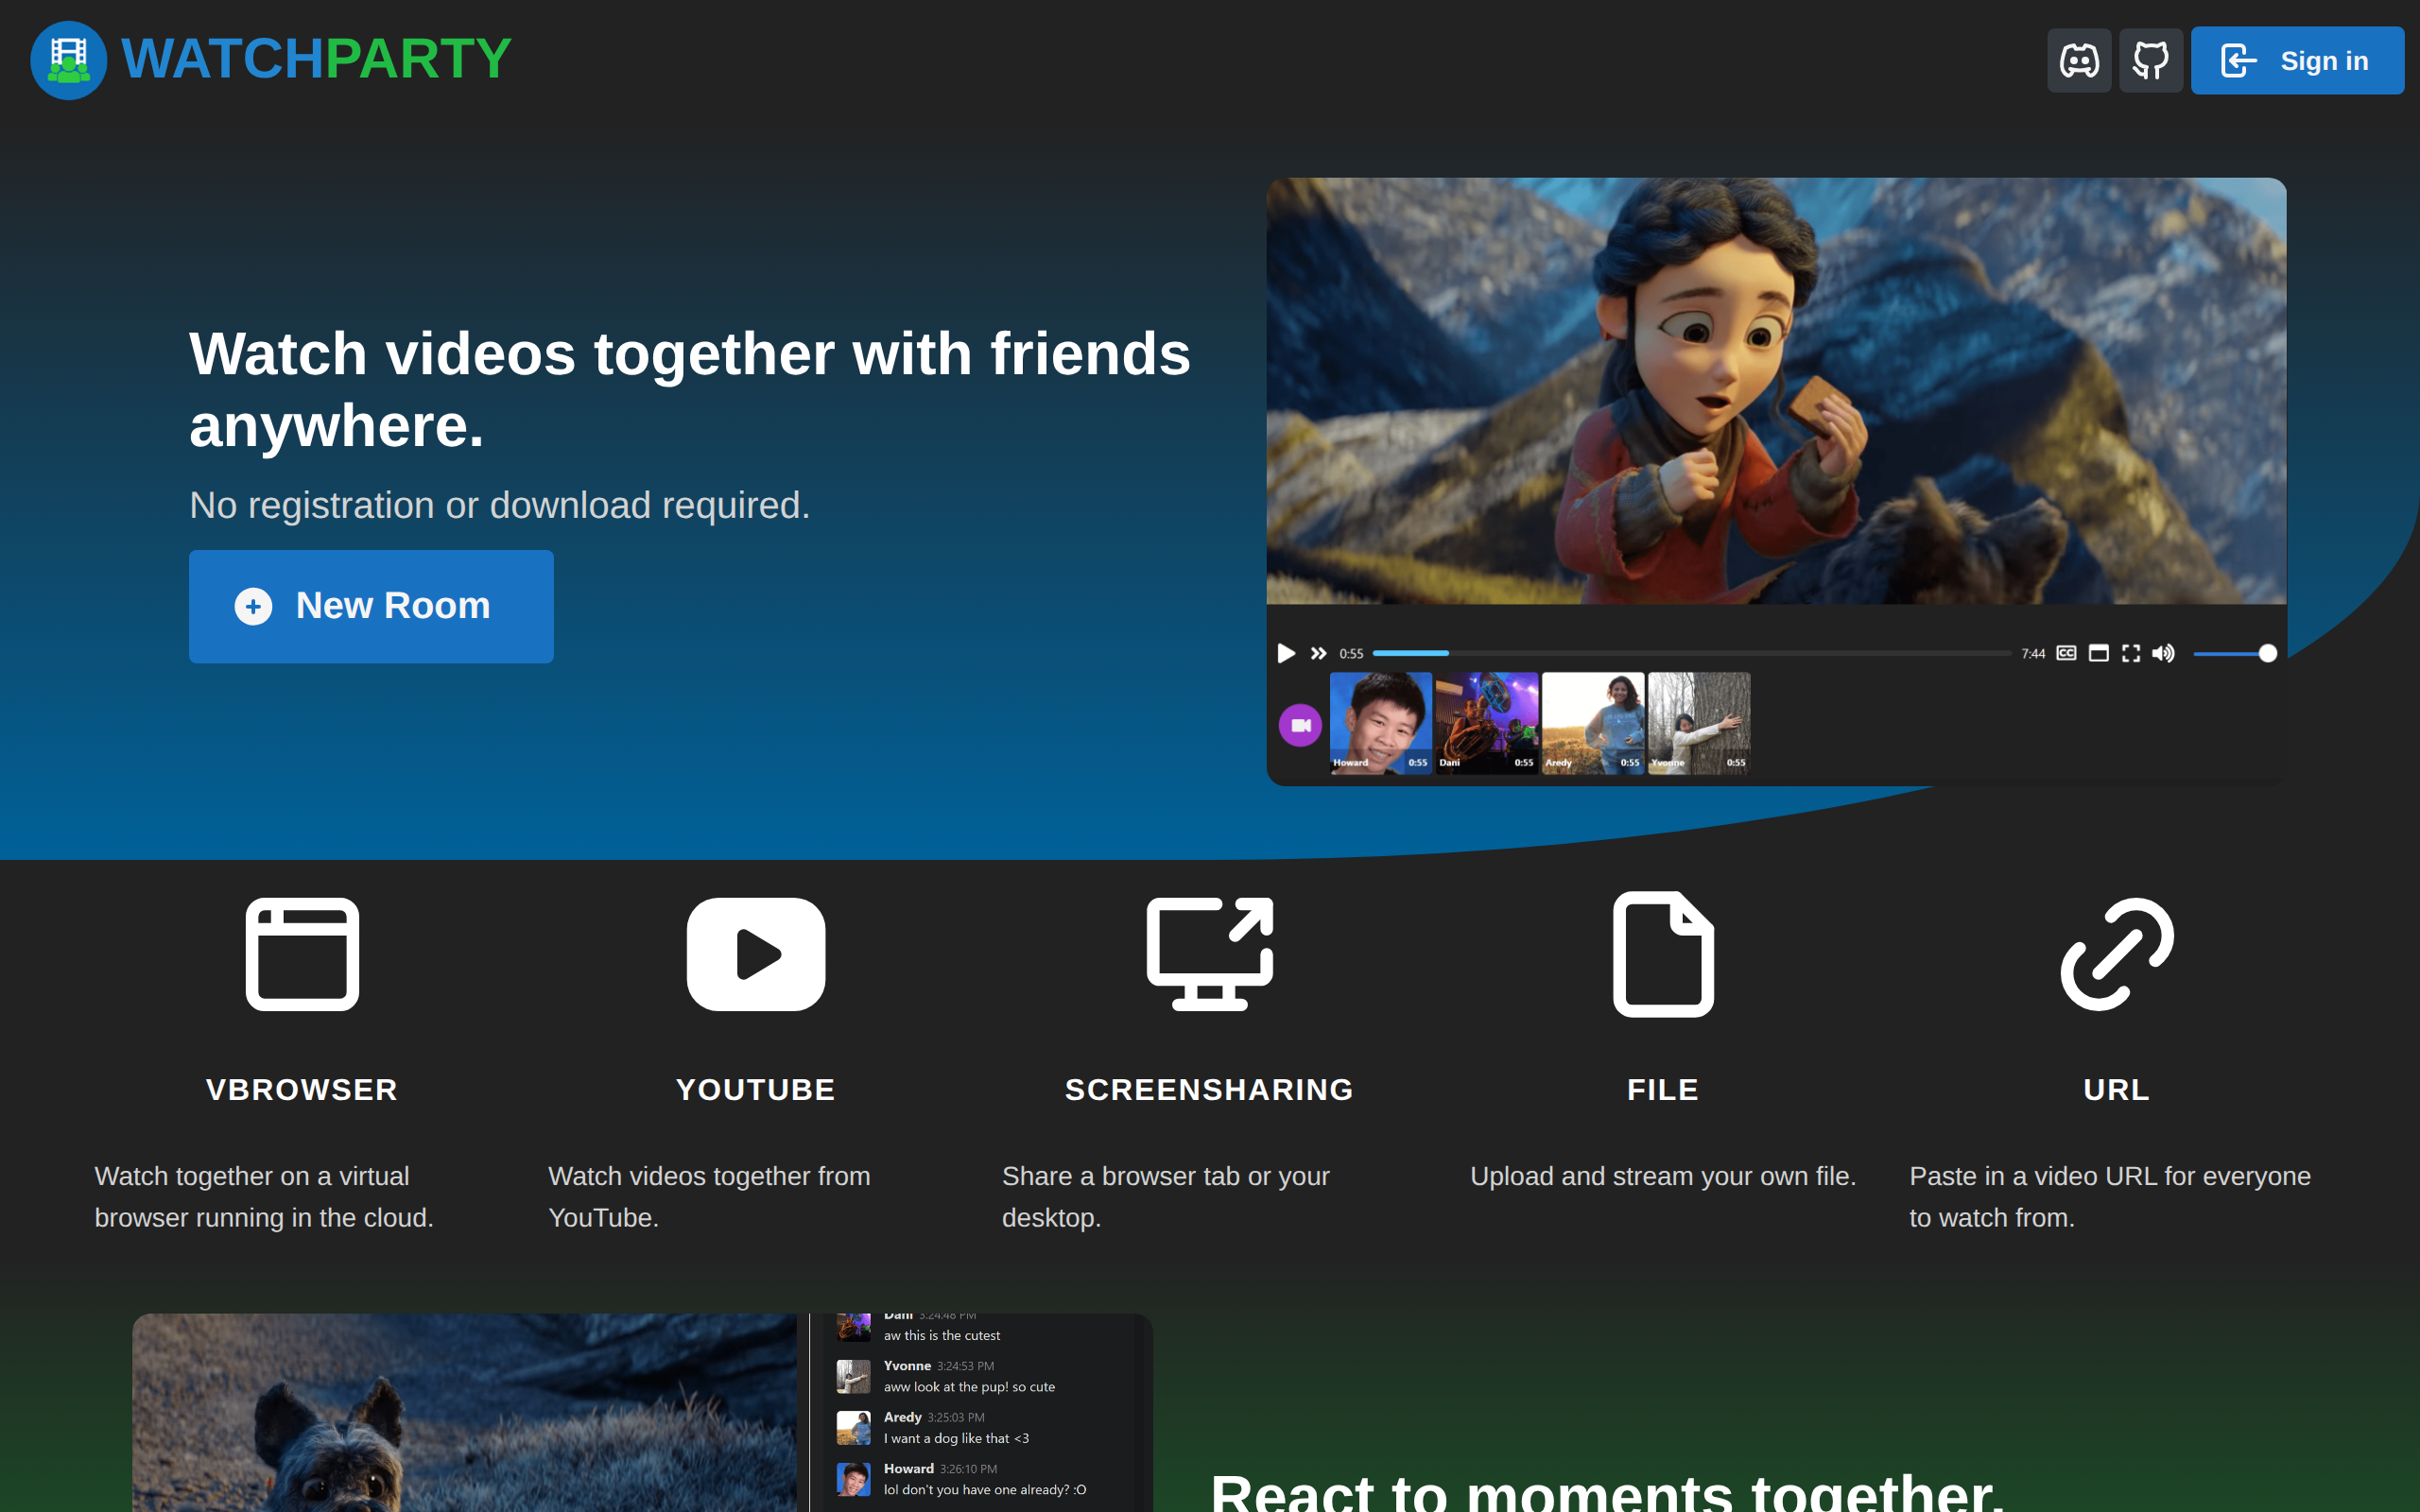 WATCHPARTY
Sign in
Watch videos together with friends
anywhere.
No registration or download required.
New Room
0:55
7:44
CC
Howard 0:55
Dani 0:55
Aredy 0:55
Yvonne 0:55
VBROWSER
YOUTUBE
SCREENSHARING
FILE
URL
Watch together on a virtual
browser running in the cloud.
Watch videos together from
YouTube.
Share a browser tab or your
desktop.
Upload and stream your own file.
Paste in a video URL for everyone
to watch from.
Dani 3:24:48 PM
aw this is the cutest
Yvonne 3:24:53 PM
aww look at the pup! so cute
Aredy 3:25:03 PM
I want a dog like that <3
Howard 3:26:10 PM
lol don't you have one already? :O
React to moments together.